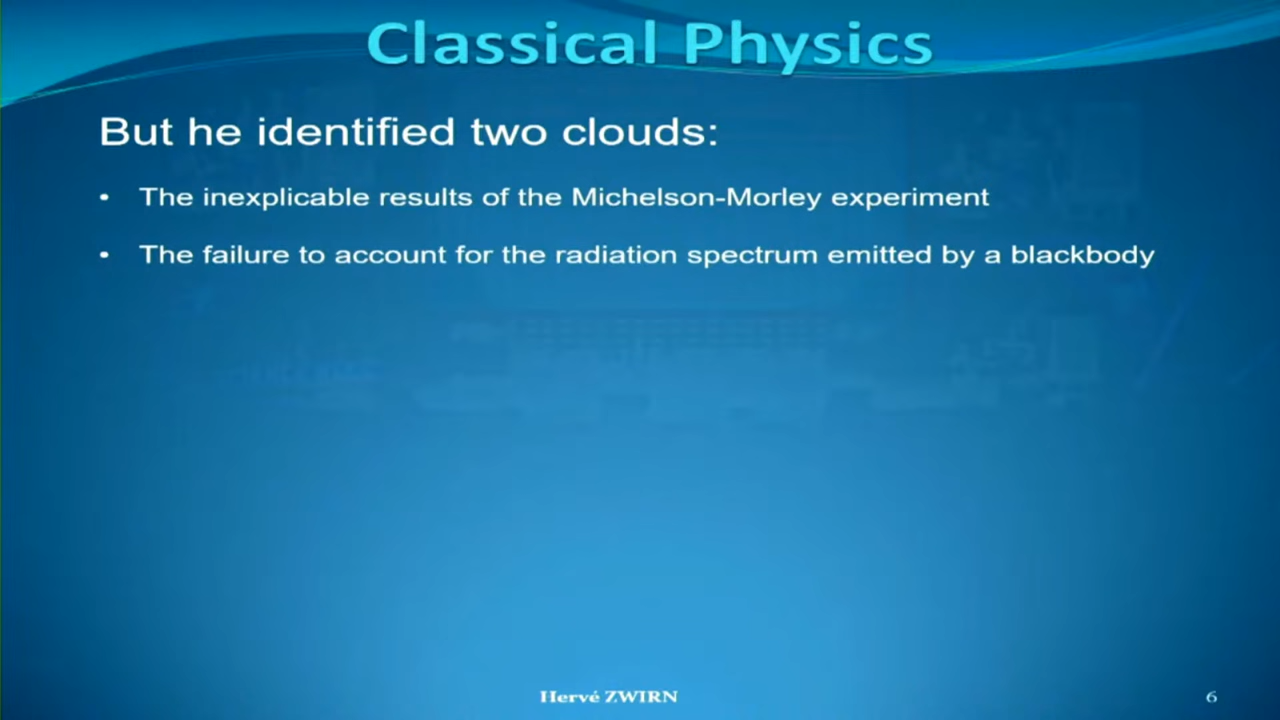 Classical Physics
But he identified two clouds:
• The inexplicable results of the Michelson-Morley experiment
• The failure to account for the radiation spectrum emitted by a blackbody
Hervé ZWIRN
6